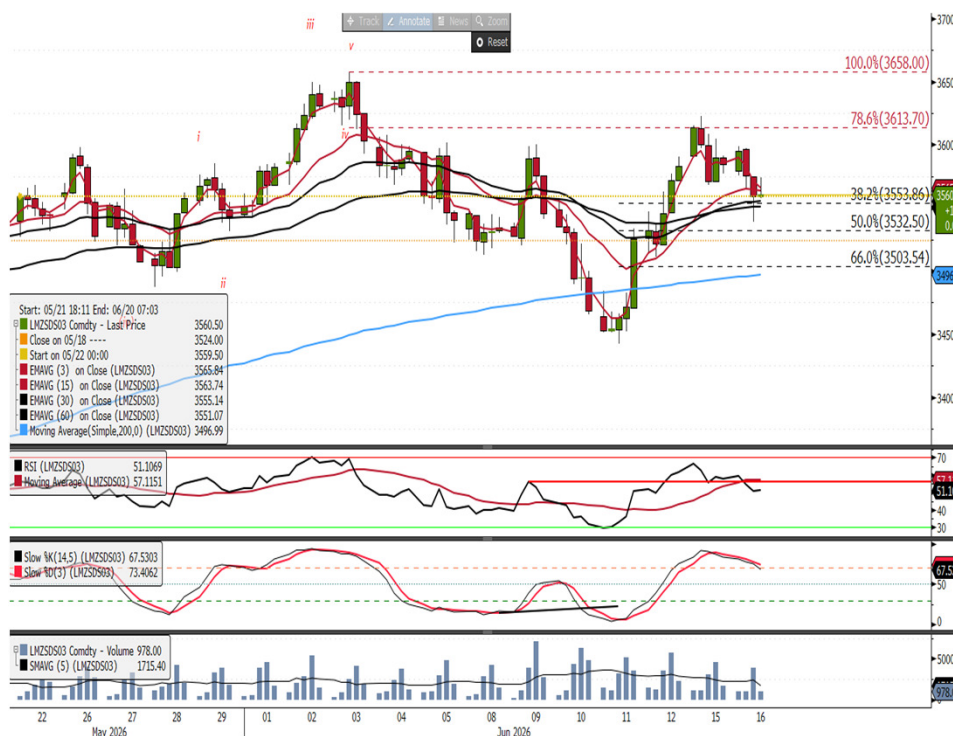 iii
Track Annotate News Zoom
Reset
v
i
iv
ii
3700
3650
3600
3450
3400
100.0%(3658.00)
78.6%(3613.70)
38.2%(3553.86)
50.0%(3532.50)
66.0%(3503.54)
3560
3496
Start: 05/21 18:11 End: 06/20 07:03
LMZSDS03 Comdty - Last Price 3560.50
Close on 05/18 ---- 3524.00
Start on 05/22 00:00 3559.50
EMAVG (3) on Close (LMZSDS03) 3565.84
EMAVG (15) on Close (LMZSDS03) 3563.74
EMAVG (30) on Close (LMZSDS03) 3555.14
EMAVG (60) on Close (LMZSDS03) 3551.07
Moving Average(Simple,200,0) (LMZSDS03) 3496.99
RSI (LMZSDS03) 51.1069
Moving Average (LMZSDS03) 57.1151
70
57.1
51.1
40
30
Slow %K(14,5) (LMZSDS03) 67.5303
Slow %D(3) (LMZSDS03) 73.4062
67.5
50
0
LMZSDS03 Comdty - Volume 978.00
SMAVG (5) (LMZSDS03) 1715.40
5000
978.
0
22 26 27 28 29 01 02 03 04 05 08 09 10 11 12 15 16
May 2026 Jun 2026